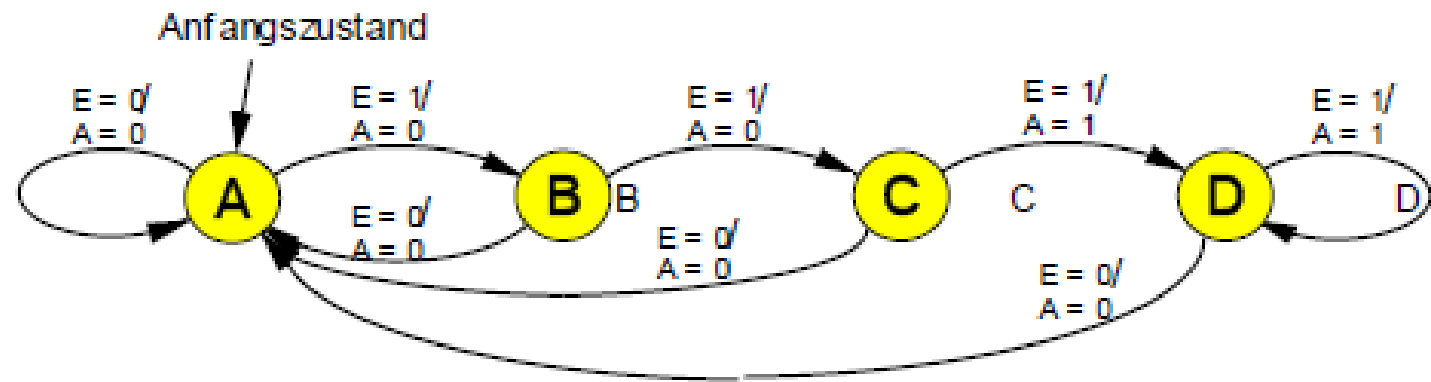 Anfangszustand
E = 0/
A = 0
E = 1/
A = 0
E = 1/
A = 0
E = 1/
A = 1
E = 1/
A = 1
A
B
B
C
C
D
D
E = 0/
A = 0
E = 0/
A = 0
E = 0/
A = 0